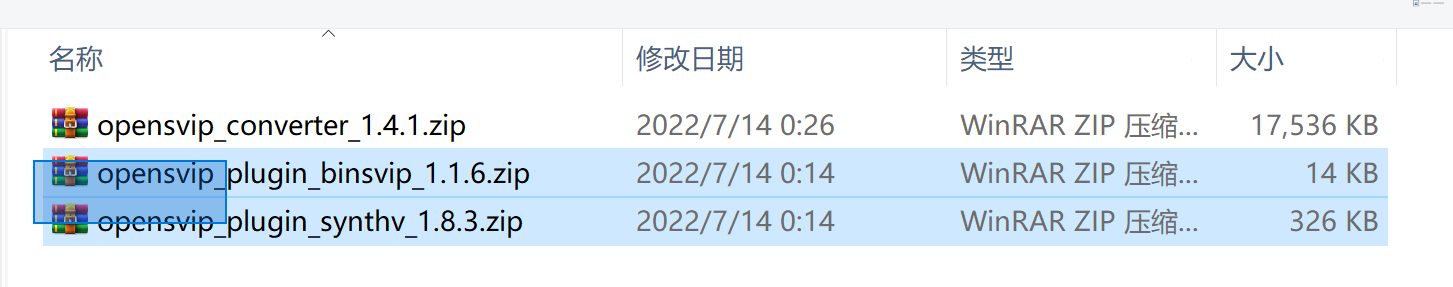 名称 修改日期 类型 大小
opensvip_converter_1.4.1.zip 2022/7/14 0:26 WinRAR ZIP 压缩... 17,536 KB
opensvip_plugin_binsvip_1.1.6.zip 2022/7/14 0:14 WinRAR ZIP 压缩... 14 KB
opensvip_plugin_synthv_1.8.3.zip 2022/7/14 0:14 WinRAR ZIP 压缩... 326 KB